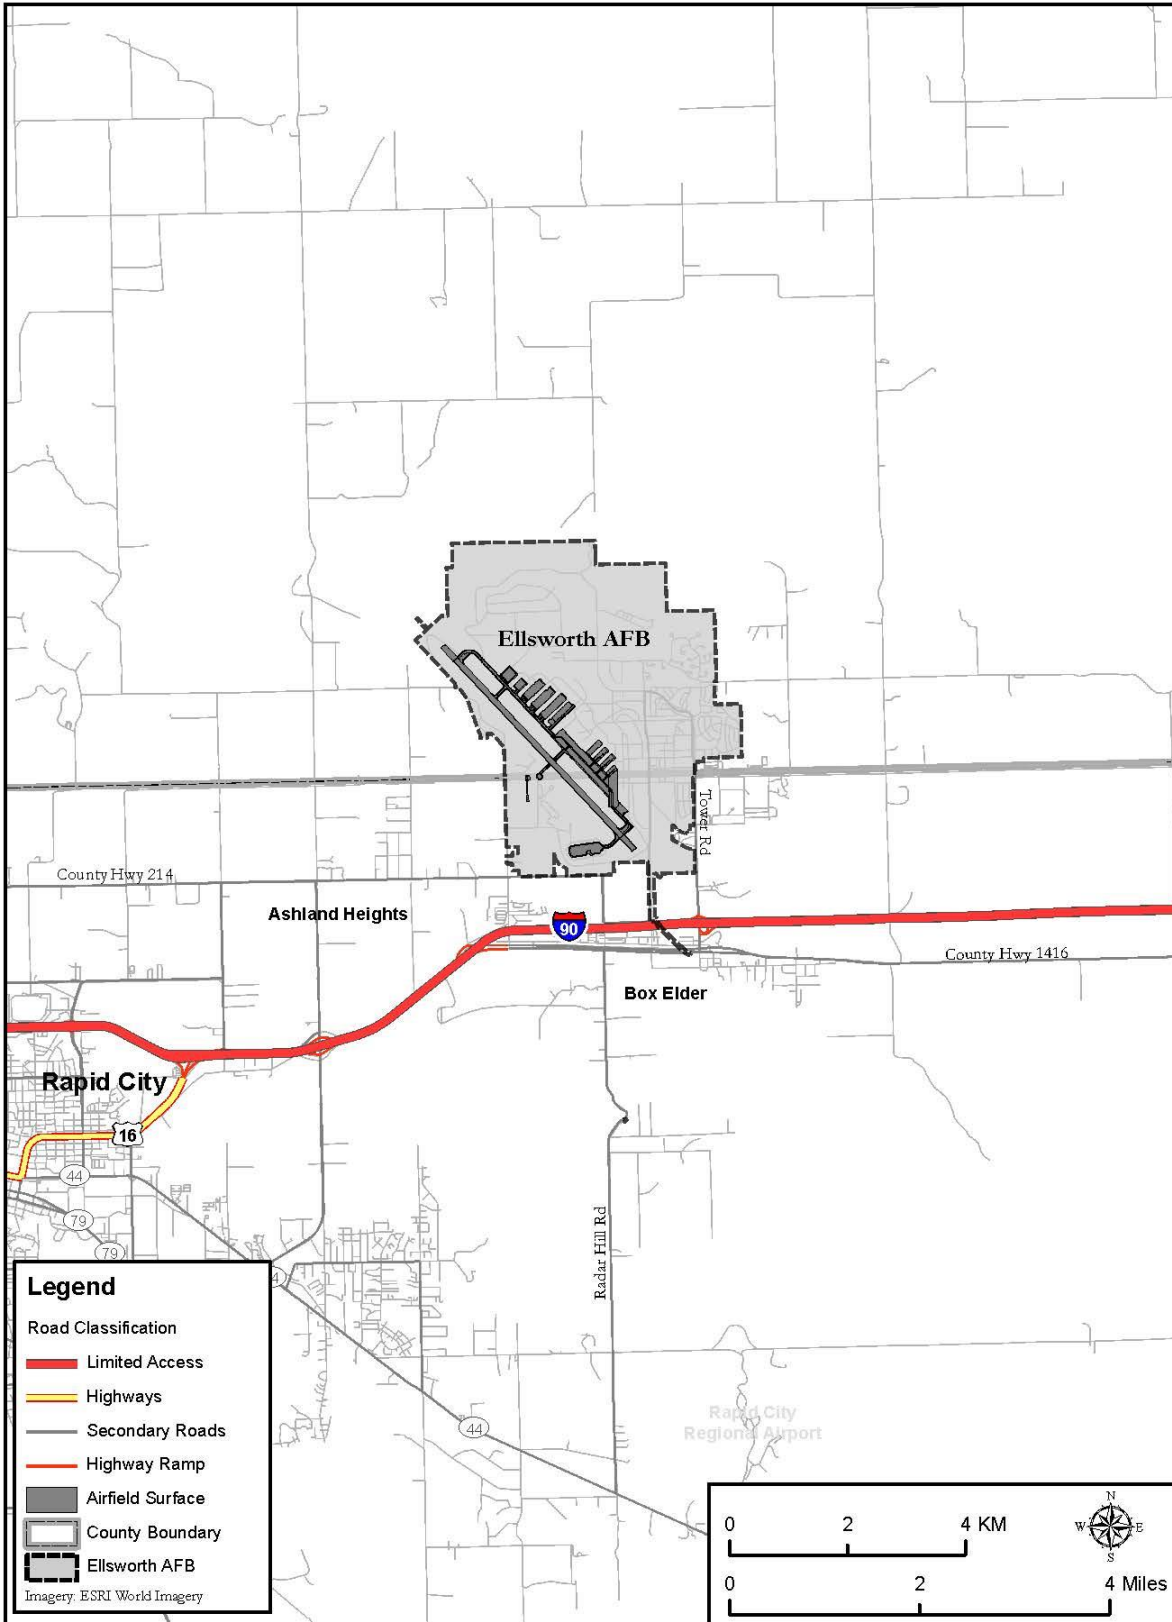 Ellsworth AFB
Tower Rd
County Hwy 214
Ashland Heights
90
County Hwy 1416
Box Elder
Rapid City
16
44
79
79
4
Radar Hill Rd
44
Rapid City
Regional Airport
Legend
Road Classification
Limited Access
Highways
Secondary Roads
Highway Ramp
Airfield Surface
County Boundary
Ellsworth AFB
Imagery: ESRI World Imagery
N
W E
S
0 2 4 KM
0 2 4 Miles